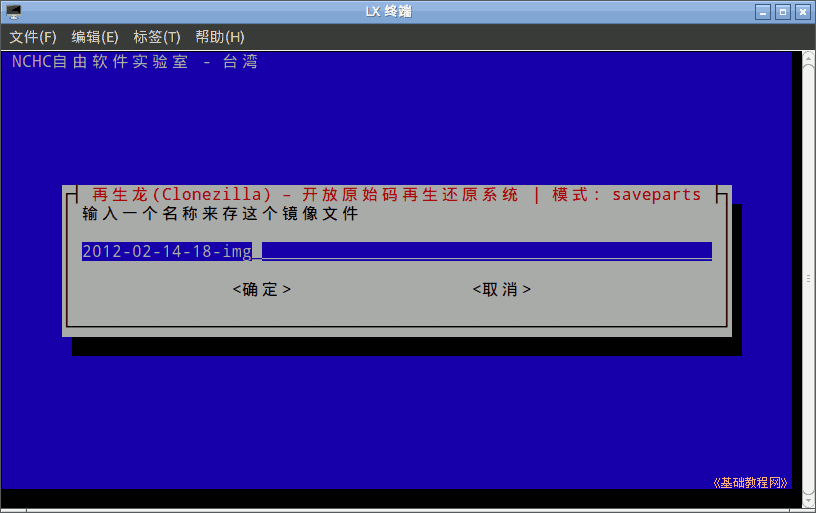 LX 终端
文件(F) 编辑(E) 标签(T) 帮助(H)
NCHC自由软件实验室 - 台湾
再生龙(Clonezilla) – 开放原始码再生还原系统 | 模式: saveparts
输入一个名称来存这个镜像文件
2012-02-14-18-img
<确定> <取消>
《基础教程网》